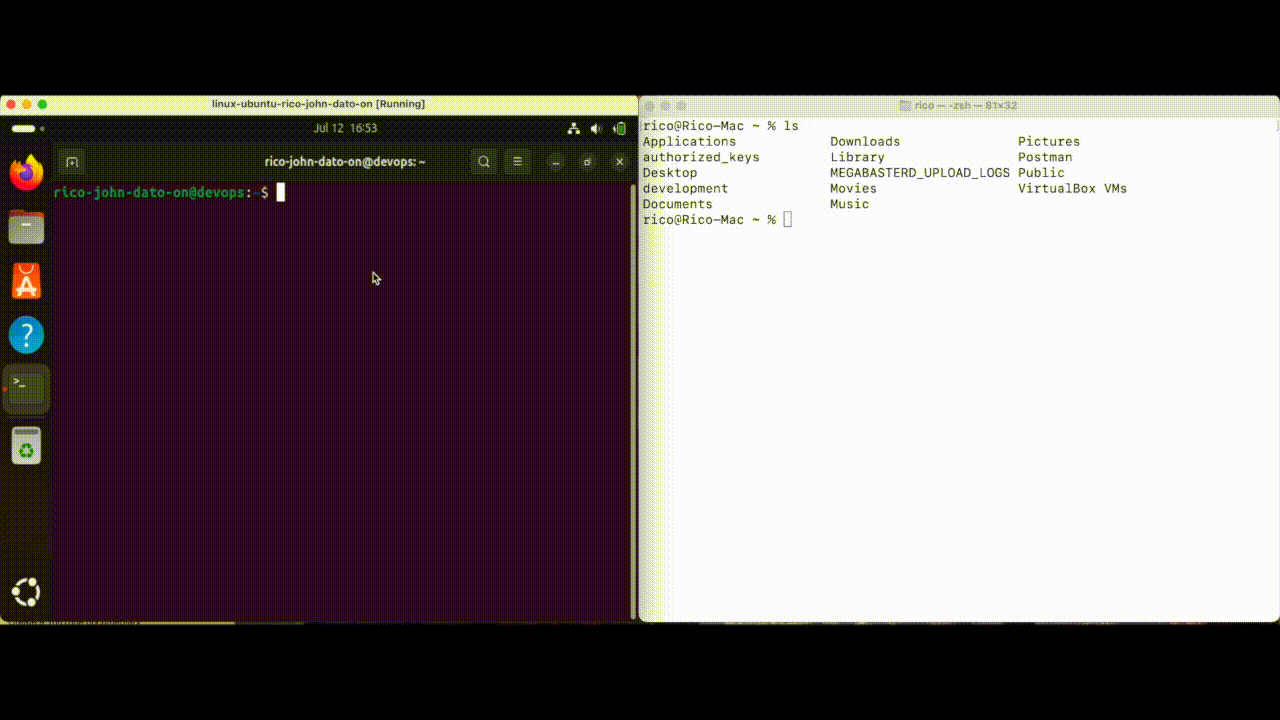 linux-ubuntu-rico-john-dato-on [Running]
Jul 12 16:53
rico-john-dato-on@devops: ~
rico-john-dato-on@devops:~$
rico — -zsh — 81×32
rico@Rico-Mac ~ % ls
Applications Downloads Pictures
authorized_keys Library Postman
Desktop MEGABASTERD_UPLOAD_LOGS Public
development Movies VirtualBox VMs
Documents Music
rico@Rico-Mac ~ %